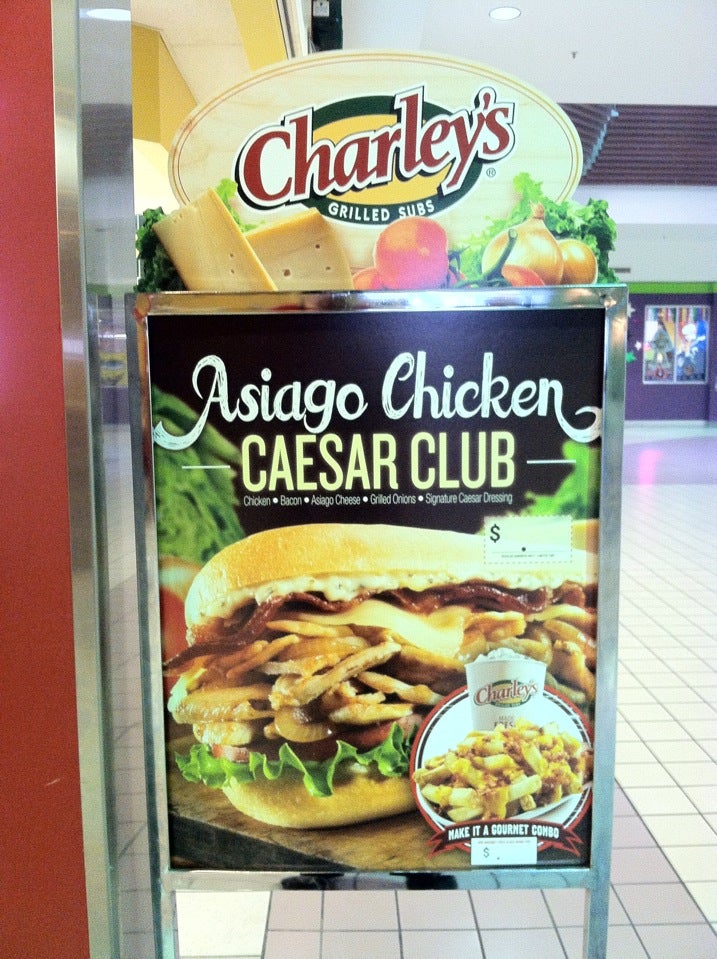 Charley's ®
GRILLED SUBS
Asiago Chicken
CAESAR CLUB
Chicken • Bacon • Asiago Cheese • Grilled Onions • Signature Caesar Dressing
$ .
Charley's
MADE
MAKE IT A GOURMET COMBO
$ .